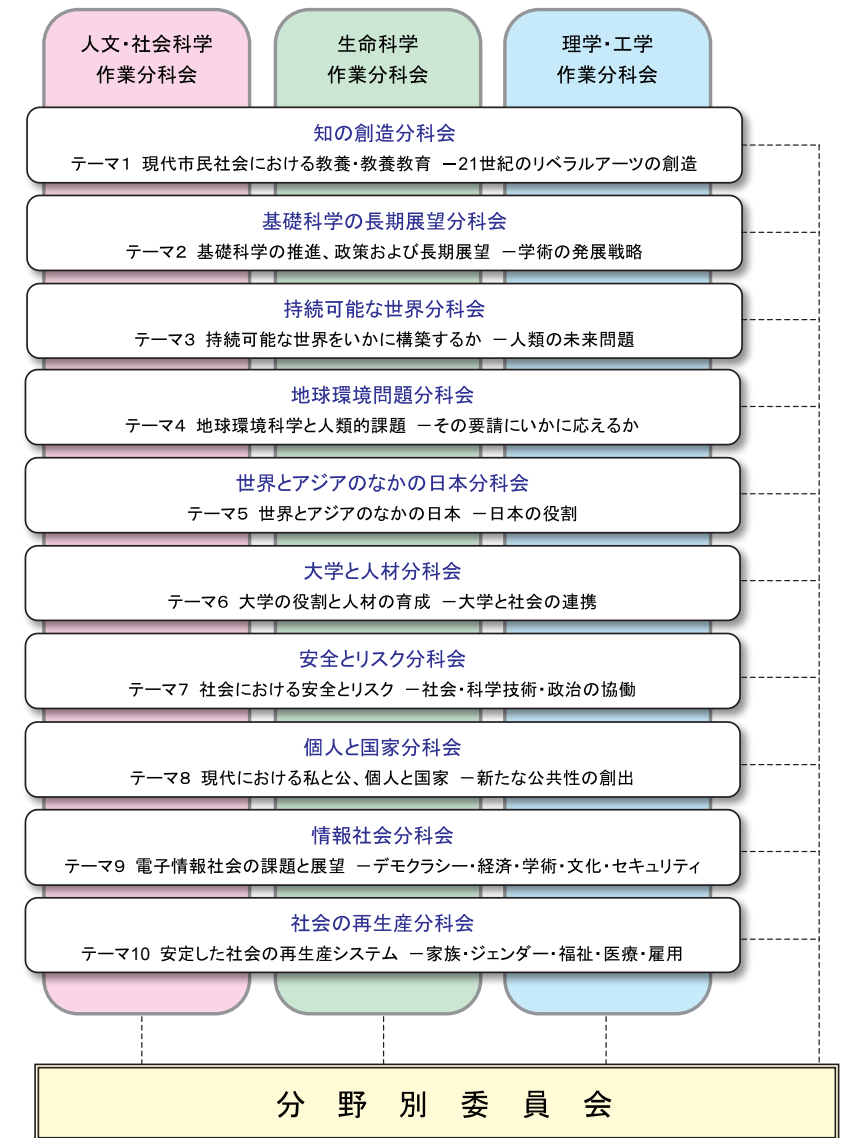 人文・社会科学
作業分科会
生命科学
作業分科会
理学・工学
作業分科会
知の創造分科会
テーマ1 現代市民社会における教養・教養教育 －21世紀のリベラルアーツの創造
基礎科学の長期展望分科会
テーマ2 基礎科学の推進、政策および長期展望 －学術の発展戦略
持続可能な世界分科会
テーマ3 持続可能な世界をいかに構築するか －人類の未来問題
地球環境問題分科会
テーマ4 地球環境科学と人類的課題 －その要請にいかに応えるか
世界とアジアのなかの日本分科会
テーマ5 世界とアジアのなかの日本 －日本の役割
大学と人材分科会
テーマ6 大学の役割と人材の育成 －大学と社会の連携
安全とリスク分科会
テーマ7 社会における安全とリスク －社会・科学技術・政治の協働
個人と国家分科会
テーマ8 現代における私と公、個人と国家 －新たな公共性の創出
情報社会分科会
テーマ9 電子情報社会の課題と展望 －デモクラシー・経済・学術・文化・セキュリティ
社会の再生産分科会
テーマ10 安定した社会の再生産システム －家族・ジェンダー・福祉・医療・雇用
分野別委員会